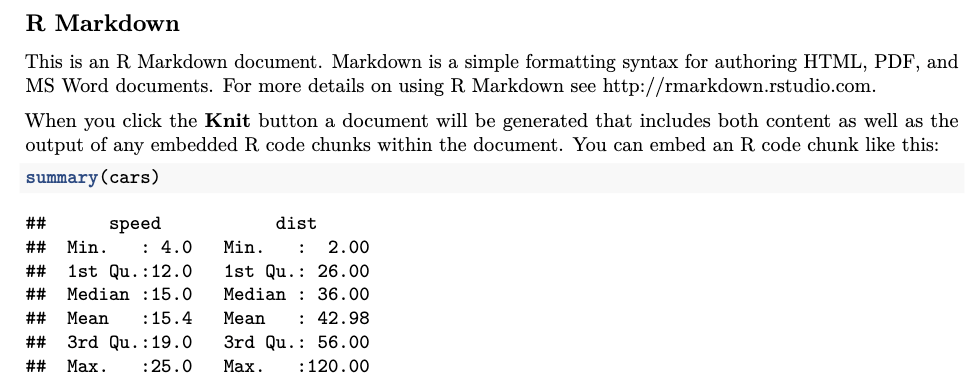 R Markdown
This is an R Markdown document. Markdown is a simple formatting syntax for authoring HTML, PDF, and
MS Word documents. For more details on using R Markdown see http://rmarkdown.rstudio.com.
When you click the Knit button a document will be generated that includes both content as well as the
output of any embedded R code chunks within the document. You can embed an R code chunk like this:
summary(cars)
##      speed           dist
##  Min.   : 4.0   Min.   :  2.00
##  1st Qu.:12.0   1st Qu.: 26.00
##  Median :15.0   Median : 36.00
##  Mean   :15.4   Mean   : 42.98
##  3rd Qu.:19.0   3rd Qu.: 56.00
##  Max.   :25.0   Max.   :120.00